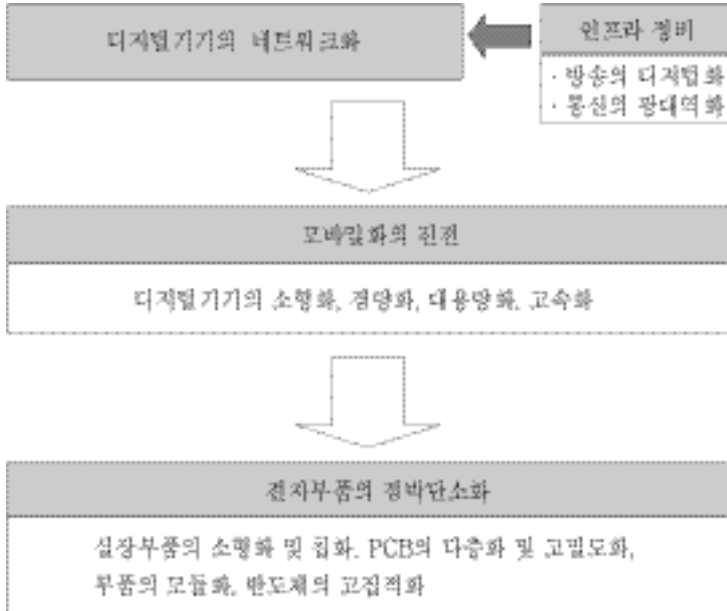 디지털기기의 네트워크화
인프라 정비
· 방송의 디지털화
· 통신의 광대역화
모바일화의 진전
디지털기기의 소형화, 경량화, 대용량화, 고속화
전자부품의 경박단소화
실장부품의 소형화 및 칩화, PCB의 다층화 및 고밀도화,
부품의 모듈화, 반도체의 고집적화